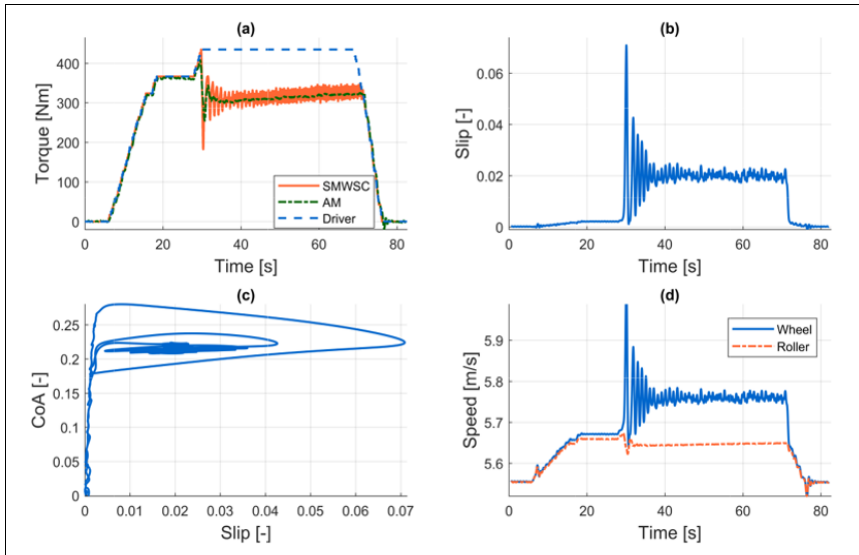 (a)
400
300
200
100
0
Torque [Nm]
SMWSC
AM
Driver
0 20 40 60 80
Time [s]
(b)
0.06
0.04
0.02
0
Slip [-]
0 20 40 60 80
Time [s]
(c)
0.25
0.2
0.15
0.1
0.05
0
CoA [-]
0 0.01 0.02 0.03 0.04 0.05 0.06 0.07
Slip [-]
(d)
5.9
5.8
5.7
5.6
Speed [m/s]
Wheel
Roller
0 20 40 60 80
Time [s]